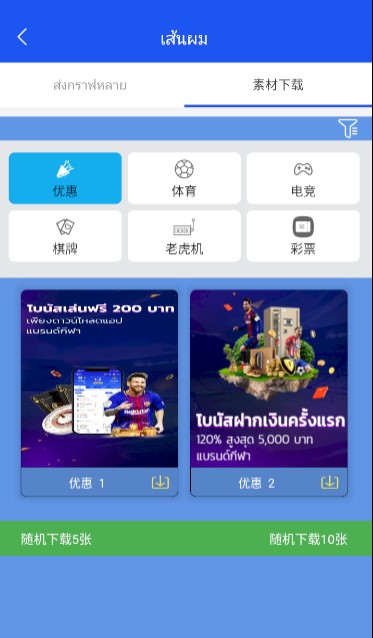 เส้นผม
ส่งกราฟหลาย
素材下载
优惠
体育
电竞
棋牌
老虎机
彩票
โบนัสเล่นฟรี 200 บาท
เพียงดาวน์โหลดแอป
แบรนด์กีฬา
Rakuten
โบนัสฝากเงินครั้งแรก
120% สูงสุด 5,000 บาท
แบรนด์กีฬา
优惠 1
优惠 2
随机下载5张
随机下载10张